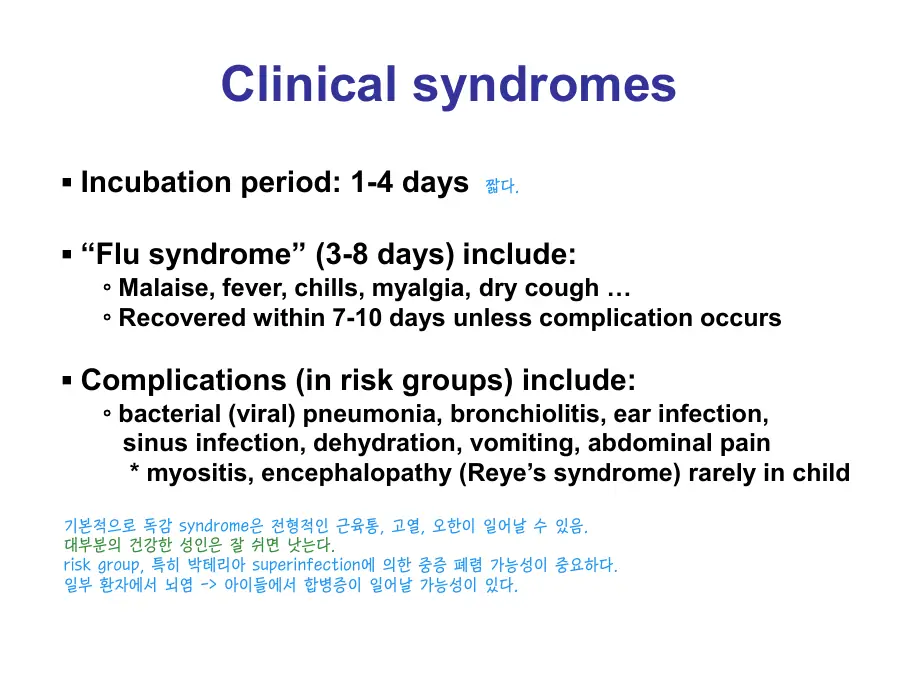 Clinical syndromes
▪ Incubation period: 1-4 days 짧다.
▪ “Flu syndrome” (3-8 days) include:
∘ Malaise, fever, chills, myalgia, dry cough …
∘ Recovered within 7-10 days unless complication occurs
▪ Complications (in risk groups) include:
∘ bacterial (viral) pneumonia, bronchiolitis, ear infection,
sinus infection, dehydration, vomiting, abdominal pain
* myositis, encephalopathy (Reye’s syndrome) rarely in child
기본적으로 독감 syndrome은 전형적인 근육통, 고열, 오한이 일어날 수 있음.
대부분의 건강한 성인은 잘 쉬면 낫는다.
risk group, 특히 박테리아 superinfection에 의한 중증 폐렴 가능성이 중요하다.
일부 환자에서 뇌염 -> 아이들에서 합병증이 일어날 가능성이 있다.